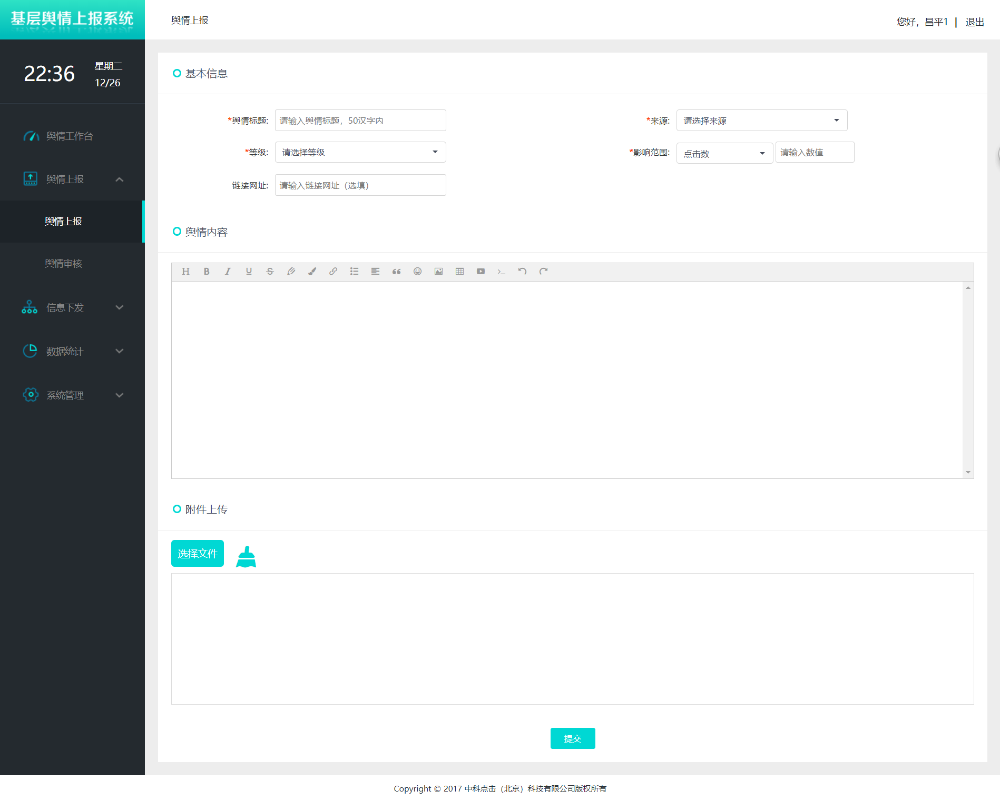 基层舆情上报系统
舆情上报
您好，昌平1 | 退出
22:36
星期二
12/26
舆情工作台
舆情上报
舆情上报
舆情审核
信息下发
数据统计
系统管理
基本信息
*舆情标题: 请输入舆情标题，50汉字内
*来源: 请选择来源
*等级: 请选择等级
*影响范围: 点击数 请输入数值
链接网址: 请输入链接网址（选填）
舆情内容
附件上传
选择文件
提交
Copyright © 2017 中科点击（北京）科技有限公司版权所有